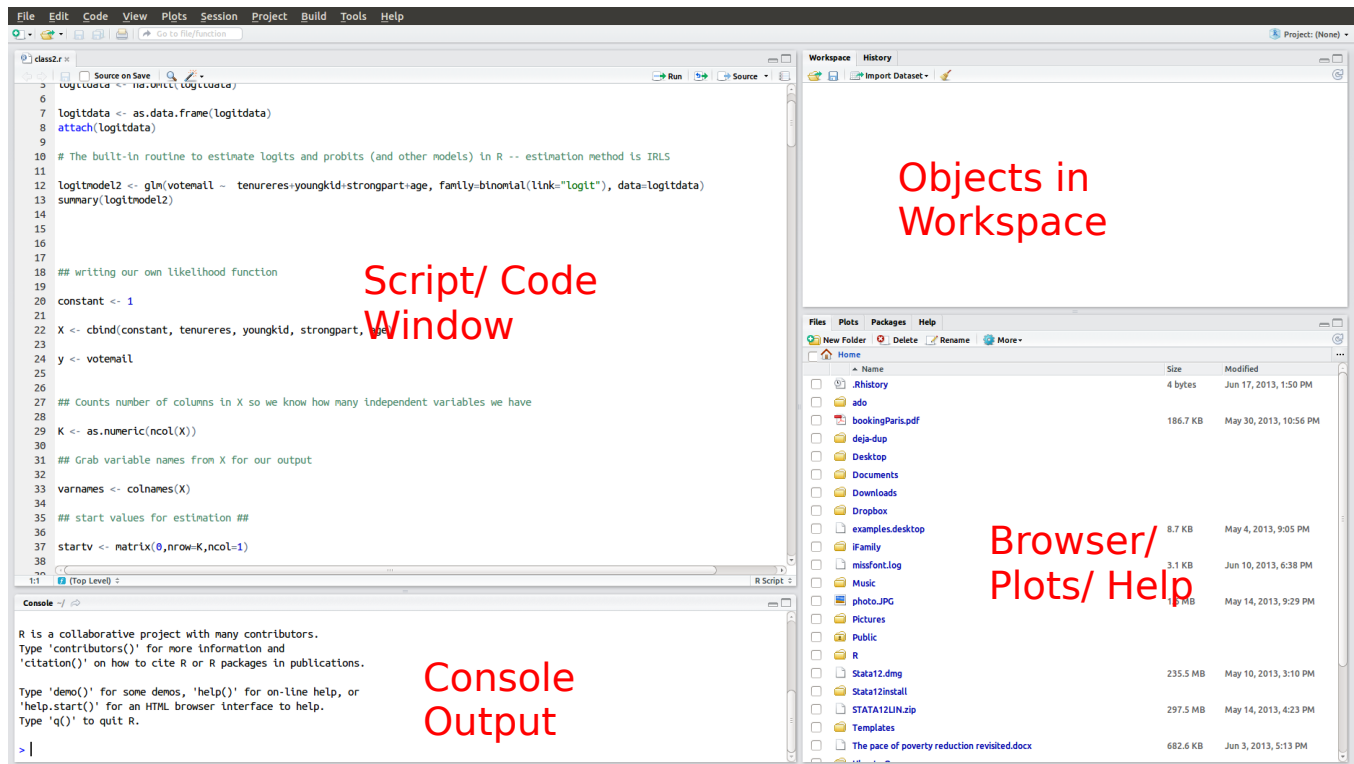 File Edit Code View Plots Session Project Build Tools Help
Go to file/function
Project: (None)
class2.r
Source on Save
Run
Source
5 logitdata <- na.omit(logitdata)
6
7 logitdata <- as.data.frame(logitdata)
8 attach(logitdata)
9
10 # The built-in routine to estimate logits and probits (and other models) in R -- estimation method is IRLS
11
12 logitmodel2 <- glm(votemail ~ tenureres+youngkid+strongpart+age, family=binomial(link="logit"), data=logitdata)
13 summary(logitmodel2)
14
15
16
17
18 ## writing our own likelihood function
19
20 constant <- 1
21
22 X <- cbind(constant, tenureres, youngkid, strongpart, age)
23
24 y <- votemail
25
26
27 ## Counts number of columns in X so we know how many independent variables we have
28
29 K <- as.numeric(ncol(X))
30
31 ## Grab variable names from X for our output
32
33 varnames <- colnames(X)
34
35 ## start values for estimation ##
36
37 startv <- matrix(0,nrow=K,ncol=1)
38
39
Script/ Code
Window
1:1 (Top Level) R Script
Console ~/
R is a collaborative project with many contributors.
Type 'contributors()' for more information and
'citation()' on how to cite R or R packages in publications.
Type 'demo()' for some demos, 'help()' for on-line help, or
'help.start()' for an HTML browser interface to help.
Type 'q()' to quit R.
>
Console
Output
Workspace History
Import Dataset
Objects in
Workspace
Files Plots Packages Help
New Folder Delete Rename More
Home
Name Size Modified
.Rhistory 4 bytes Jun 17, 2013, 1:50 PM
ado
bookingParis.pdf 186.7 KB May 30, 2013, 10:56 PM
deja-dup
Desktop
Documents
Downloads
Dropbox
examples.desktop 8.7 KB May 4, 2013, 9:05 PM
iFamily
missfont.log 3.1 KB Jun 10, 2013, 6:38 PM
Music
photo.JPG MB May 14, 2013, 9:29 PM
Pictures
Public
R
Stata12.dmg 235.5 MB May 10, 2013, 3:10 PM
Stata12install
STATA12LIN.zip 297.5 MB May 14, 2013, 4:23 PM
Templates
The pace of poverty reduction revisited.docx 682.6 KB Jun 3, 2013, 5:13 PM
Browser/
Plots/ Help